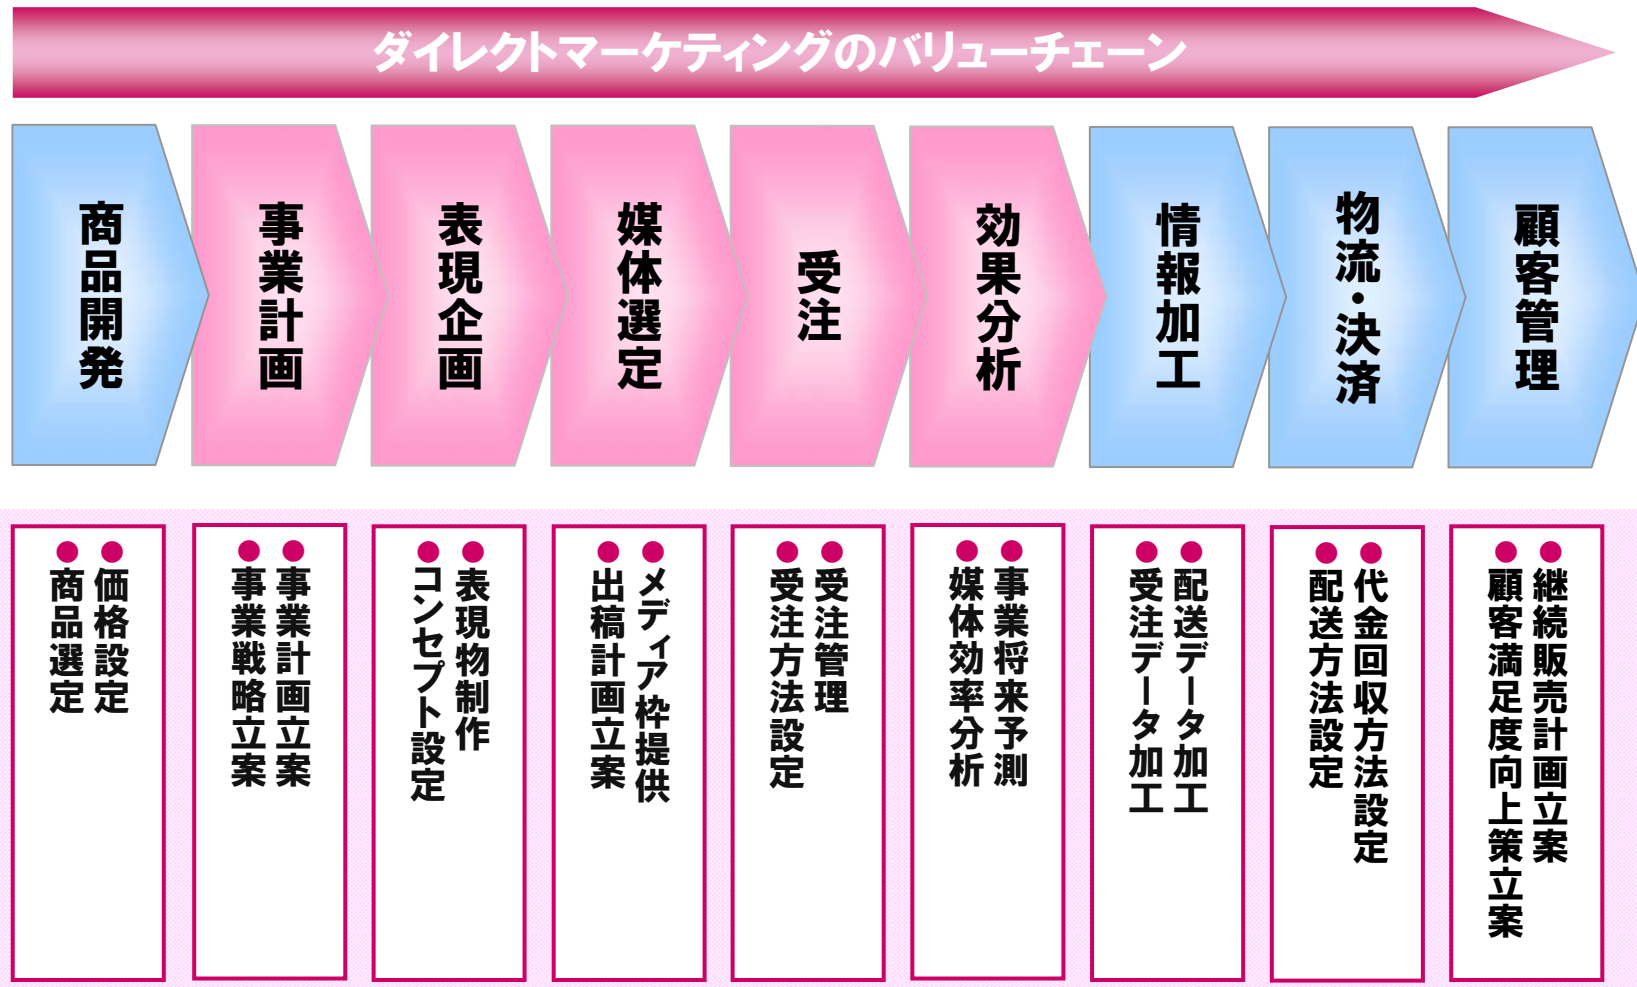 ダイレクトマーケティングのバリューチェーン
商品開発
事業計画
表現企画
媒体選定
受注
効果分析
情報加工
物流・決済
顧客管理
●価格設定
●商品選定
●事業計画立案
●事業戦略立案
●表現物制作
●コンセプト設定
●メディア枠提供
●出稿計画立案
●受注管理
●受注方法設定
●事業将来予測
●媒体効率分析
●配送データ加工
●受注データ加工
●代金回収方法設定
●配送方法設定
●継続販売計画立案
●顧客満足度向上策立案